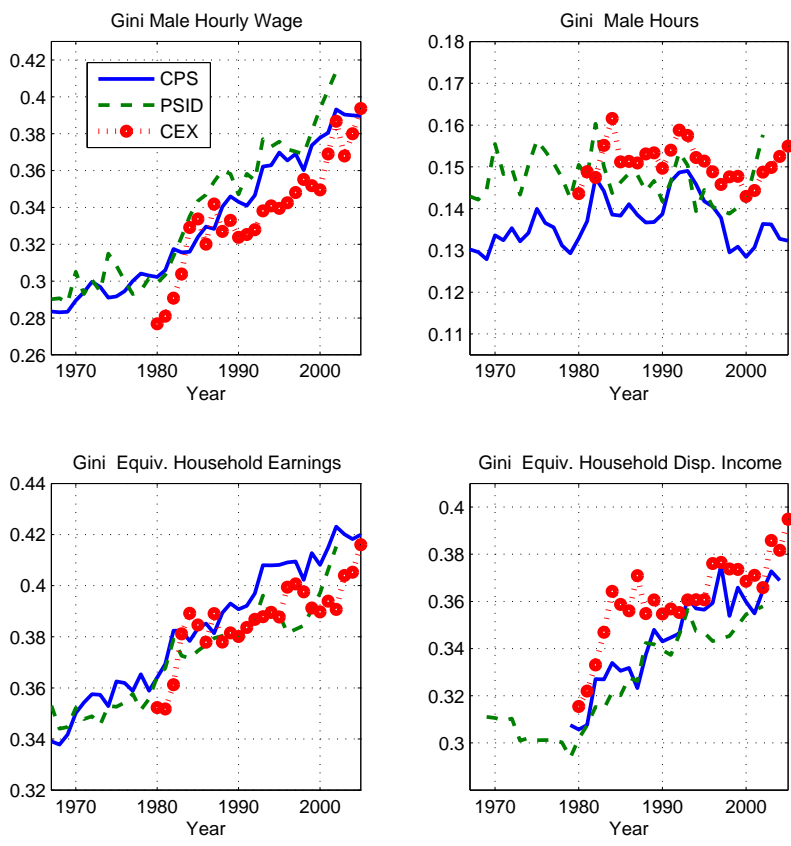 Gini Male Hourly Wage
0.42
0.4
0.38
0.36
0.34
0.32
0.3
0.28
0.26
CPS
PSID
CEX
1970 1980 1990 2000
Year
Gini Male Hours
0.18
0.17
0.16
0.15
0.14
0.13
0.12
0.11
1970 1980 1990 2000
Year
Gini Equiv. Household Earnings
0.44
0.42
0.4
0.38
0.36
0.34
0.32
1970 1980 1990 2000
Year
Gini Equiv. Household Disp. Income
0.4
0.38
0.36
0.34
0.32
0.3
1970 1980 1990 2000
Year